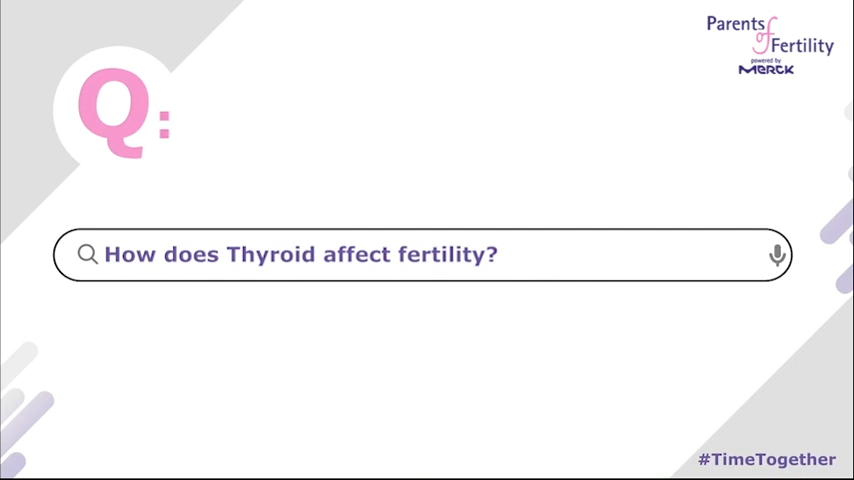 Parents of Fertility
powered by
MERCK
Q:
How does Thyroid affect fertility?
#TimeTogether